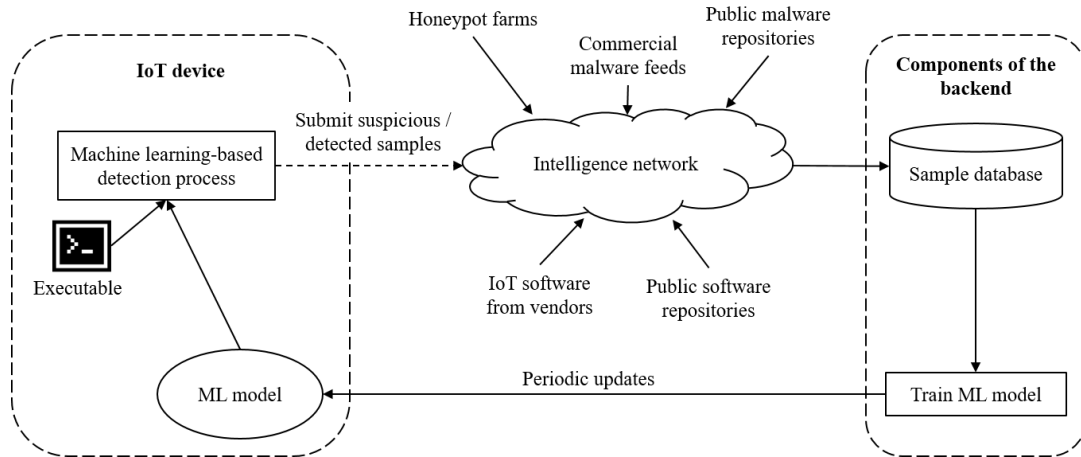 Honeypot farms
Public malware
repositories
Commercial
malware feeds
IoT device
Components of the
backend
Submit suspicious /
detected samples
Machine learning-based
detection process
Intelligence network
Sample database
>_
Executable
IoT software
from vendors
Public software
repositories
Periodic updates
ML model
Train ML model